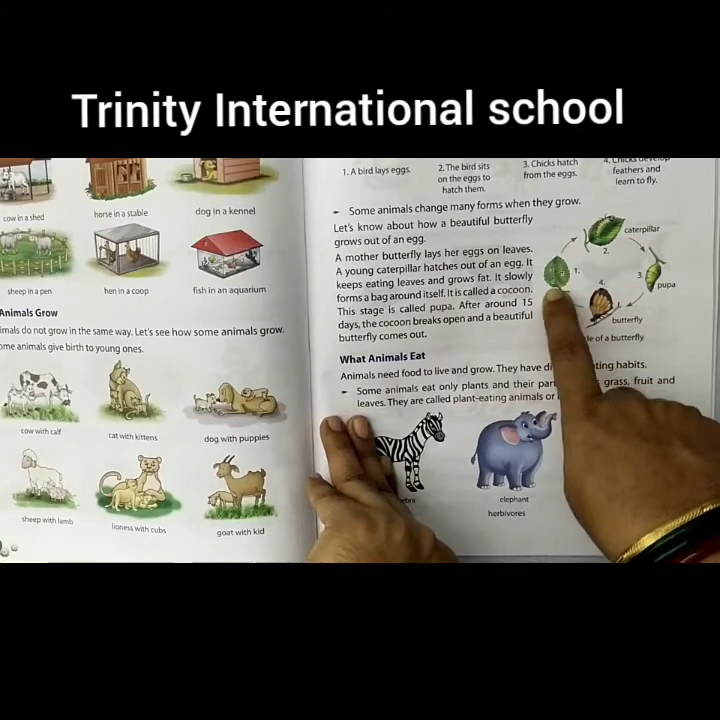 Trinity International school
cow in a shed
horse in a stable
dog in a kennel
sheep in a pen
hen in a coop
fish in an aquarium
Animals Grow
imals do not grow in the same way. Let's see how some animals grow.
ome animals give birth to young ones.
cow with calf
cat with kittens
dog with puppies
sheep with lamb
lioness with cubs
goat with kid
1. A bird lays eggs.
2. The bird sits
on the eggs to
hatch them.
3. Chicks hatch
from the eggs.
4. Chicks develop
feathers and
learn to fly.
Some animals change many forms when they grow.
Let's know about how a beautiful butterfly
grows out of an egg.
A mother butterfly lays her eggs on leaves.
A young caterpillar hatches out of an egg. It
keeps eating leaves and grows fat. It slowly
forms a bag around itself. It is called a cocoon.
This stage is called pupa. After around 15
days, the cocoon breaks open and a beautiful
butterfly comes out.
caterpillar
2.
1.
3.
pupa
4.
butterfly
le of a butterfly
What Animals Eat
Animals need food to live and grow. They have di ting habits.
Some animals eat only plants and their par grass, fruit and
leaves. They are called plant-eating animals or
ebra
elephant
herbivores